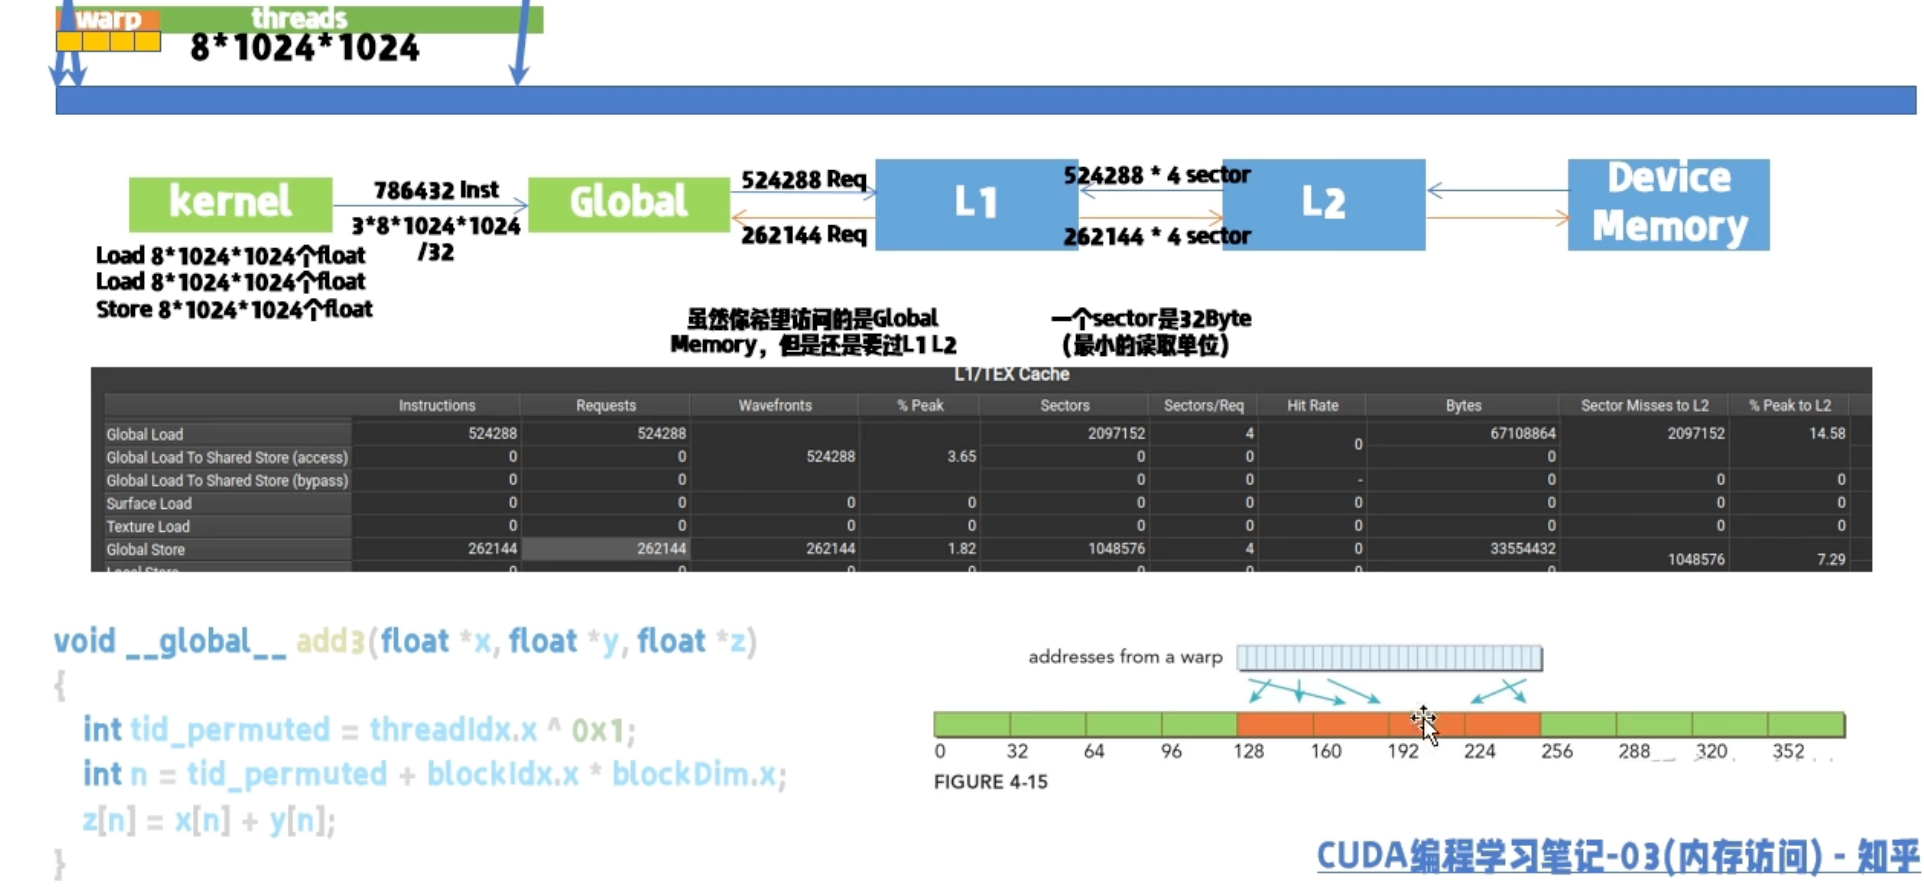 warp threads
8*1024*1024
kernel
786432 Inst
3*8*1024*1024
/32
Global
524288 Req
262144 Req
L1
524288 * 4 sector
262144 * 4 sector
L2
Device
Memory
Load 8*1024*1024个float
Load 8*1024*1024个float
Store 8*1024*1024个float
虽然你希望访问的是Global
Memory，但是还是要过L1 L2
一个sector是32Byte
（最小的读取单位）
L1/TEX Cache
Instructions Requests Wavefronts % Peak Sectors Sectors/Req Hit Rate Bytes Sector Misses to L2 % Peak to L2
Global Load 524288 524288 2097152 4 67108864 2097152 14.58
0
Global Load To Shared Store (access) 0 0 524288 3.65 0 0 0
Global Load To Shared Store (bypass) 0 0 0 0 - 0 0 0
Surface Load 0 0 0 0 0 0 0 0 0 0
Texture Load 0 0 0 0 0 0 0 0 0 0
Global Store 262144 262144 262144 1.82 1048576 4 0 33554432
1048576 7.29
void __global__ add3(float *x, float *y, float *z)
{
int tid_permuted = threadIdx.x ^ 0x1;
int n = tid_permuted + blockIdx.x * blockDim.x;
z[n] = x[n] + y[n];
}
addresses from a warp
0 32 64 96 128 160 192 224 256 288 320 352
FIGURE 4-15
CUDA编程学习笔记-03(内存访问) - 知乎